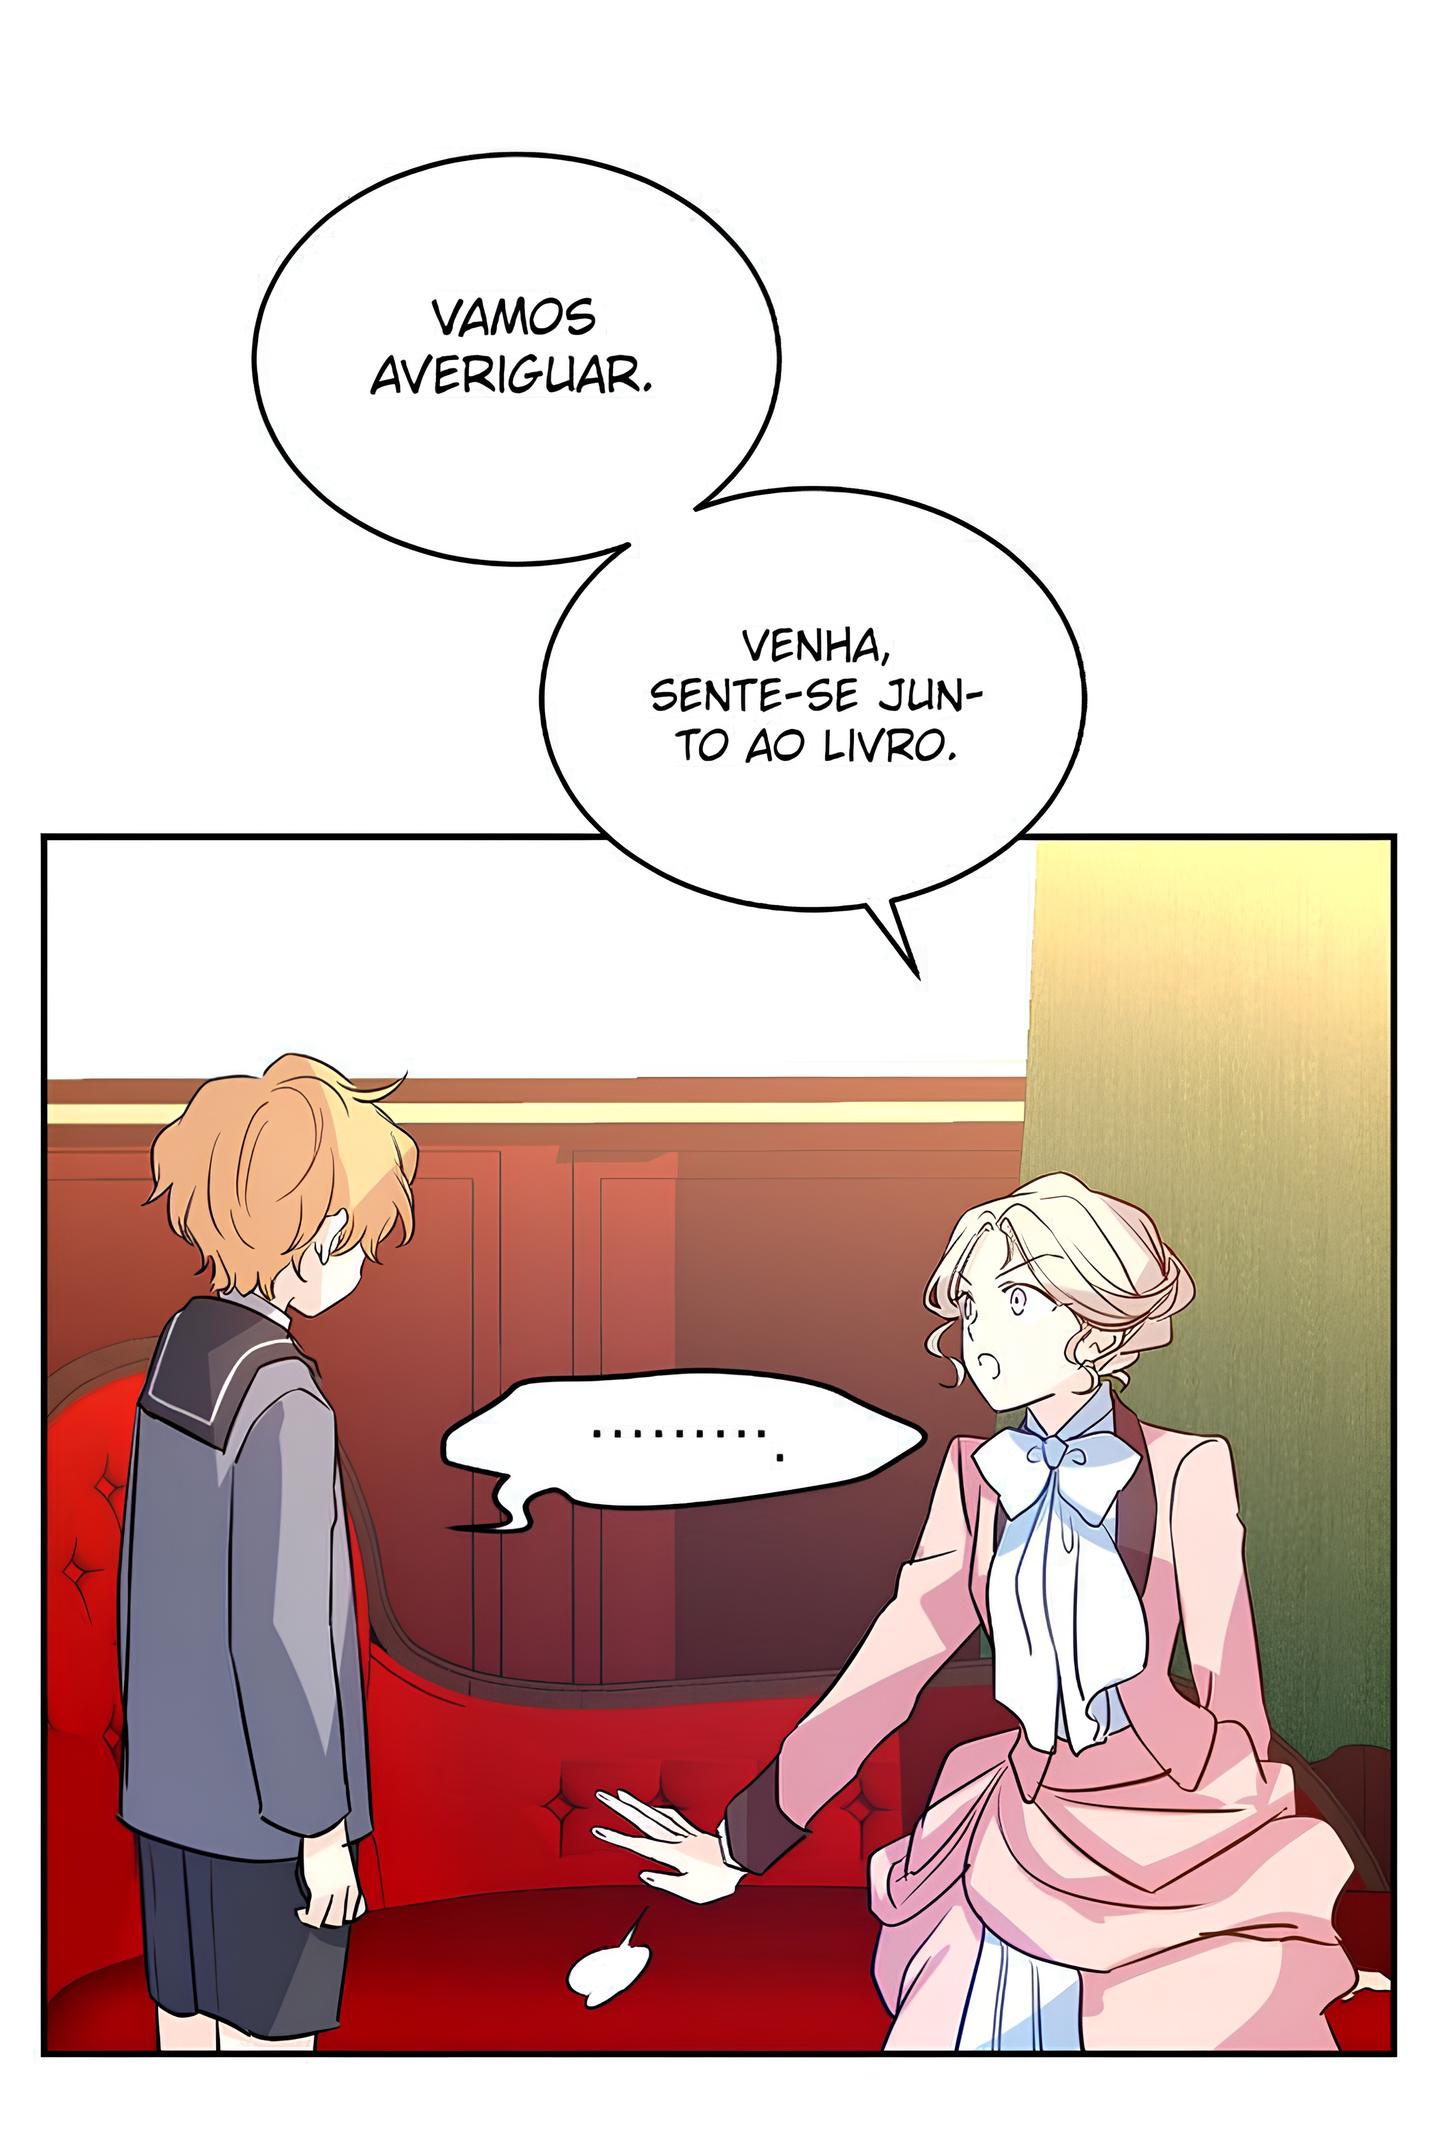 VAMOS
AVERIGUAR.
VENHA,
SENTE-SE JUN-
TO AO LIVRO.
..........